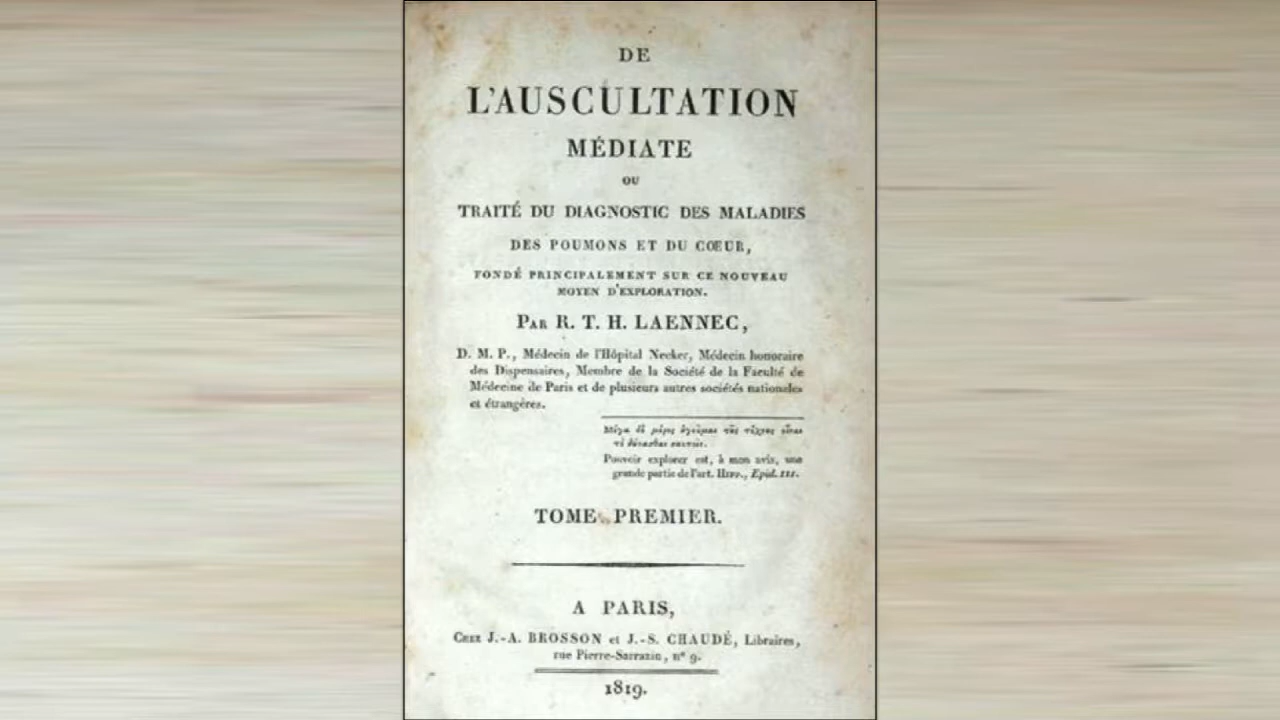 DE
L'AUSCULTATION
MÉDIATE
OU
TRAITÉ DU DIAGNOSTIC DES MALADIES
DES POUMONS ET DU CŒUR,
FONDÉ PRINCIPALEMENT SUR CE NOUVEAU
MOYEN D'EXPLORATION.
PAR R. T. H. LAENNEC,
D. M. P., Médecin de l'Hôpital Necker, Médecin honoraire
des Dispensaires, Membre de la Société de la Faculté de
Médecine de Paris et de plusieurs autres sociétés nationales
et étrangères.
Pouvoir explorer est, à mon avis, une
grande partie de l'art. HIPP., Epid. III.
TOME PREMIER.
A PARIS,
CHEZ J.-A. BROSSON et J.-S. CHAUDÉ, Libraires,
rue Pierre-Sarrazin, n° 9.
1819.